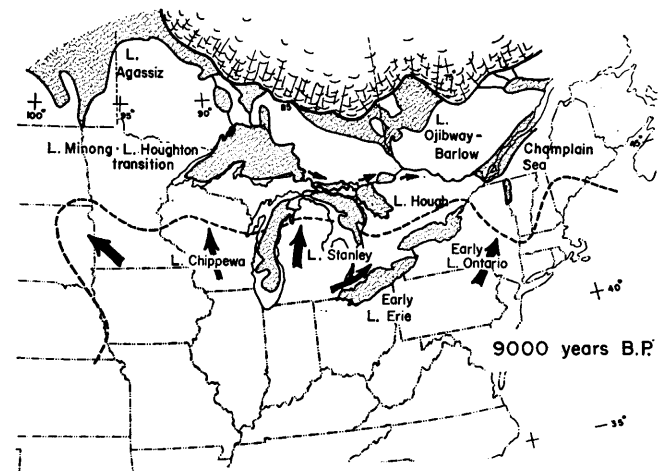 L.
Agassiz
100°
95°
90°
85°
L.
Ojibway-
Barlow
Champlain
Sea
L. Minong - L. Houghton
transition
L. Hough
L. Chippewa
L. Stanley
Early
L. Ontario
Early
L. Erie
40°
9000 years B.P.
35°